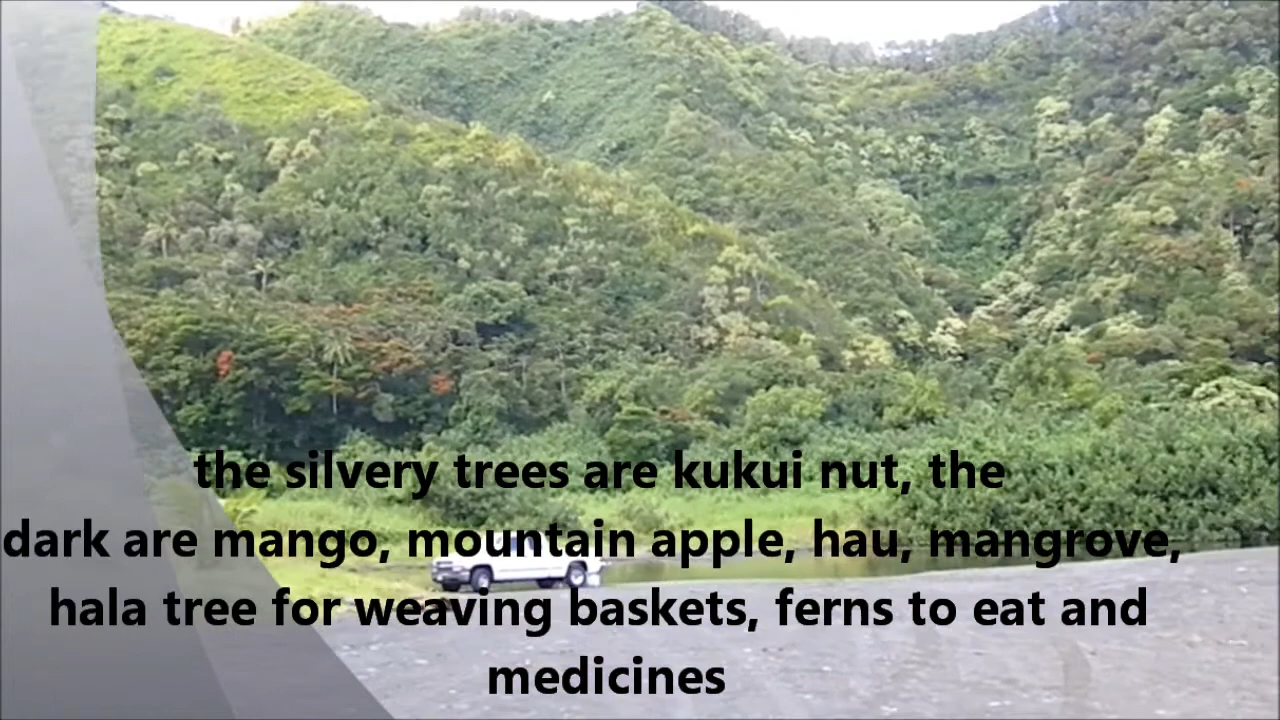 the silvery trees are kukui nut, the
dark are mango, mountain apple, hau, mangrove,
hala tree for weaving baskets, ferns to eat and
medicines